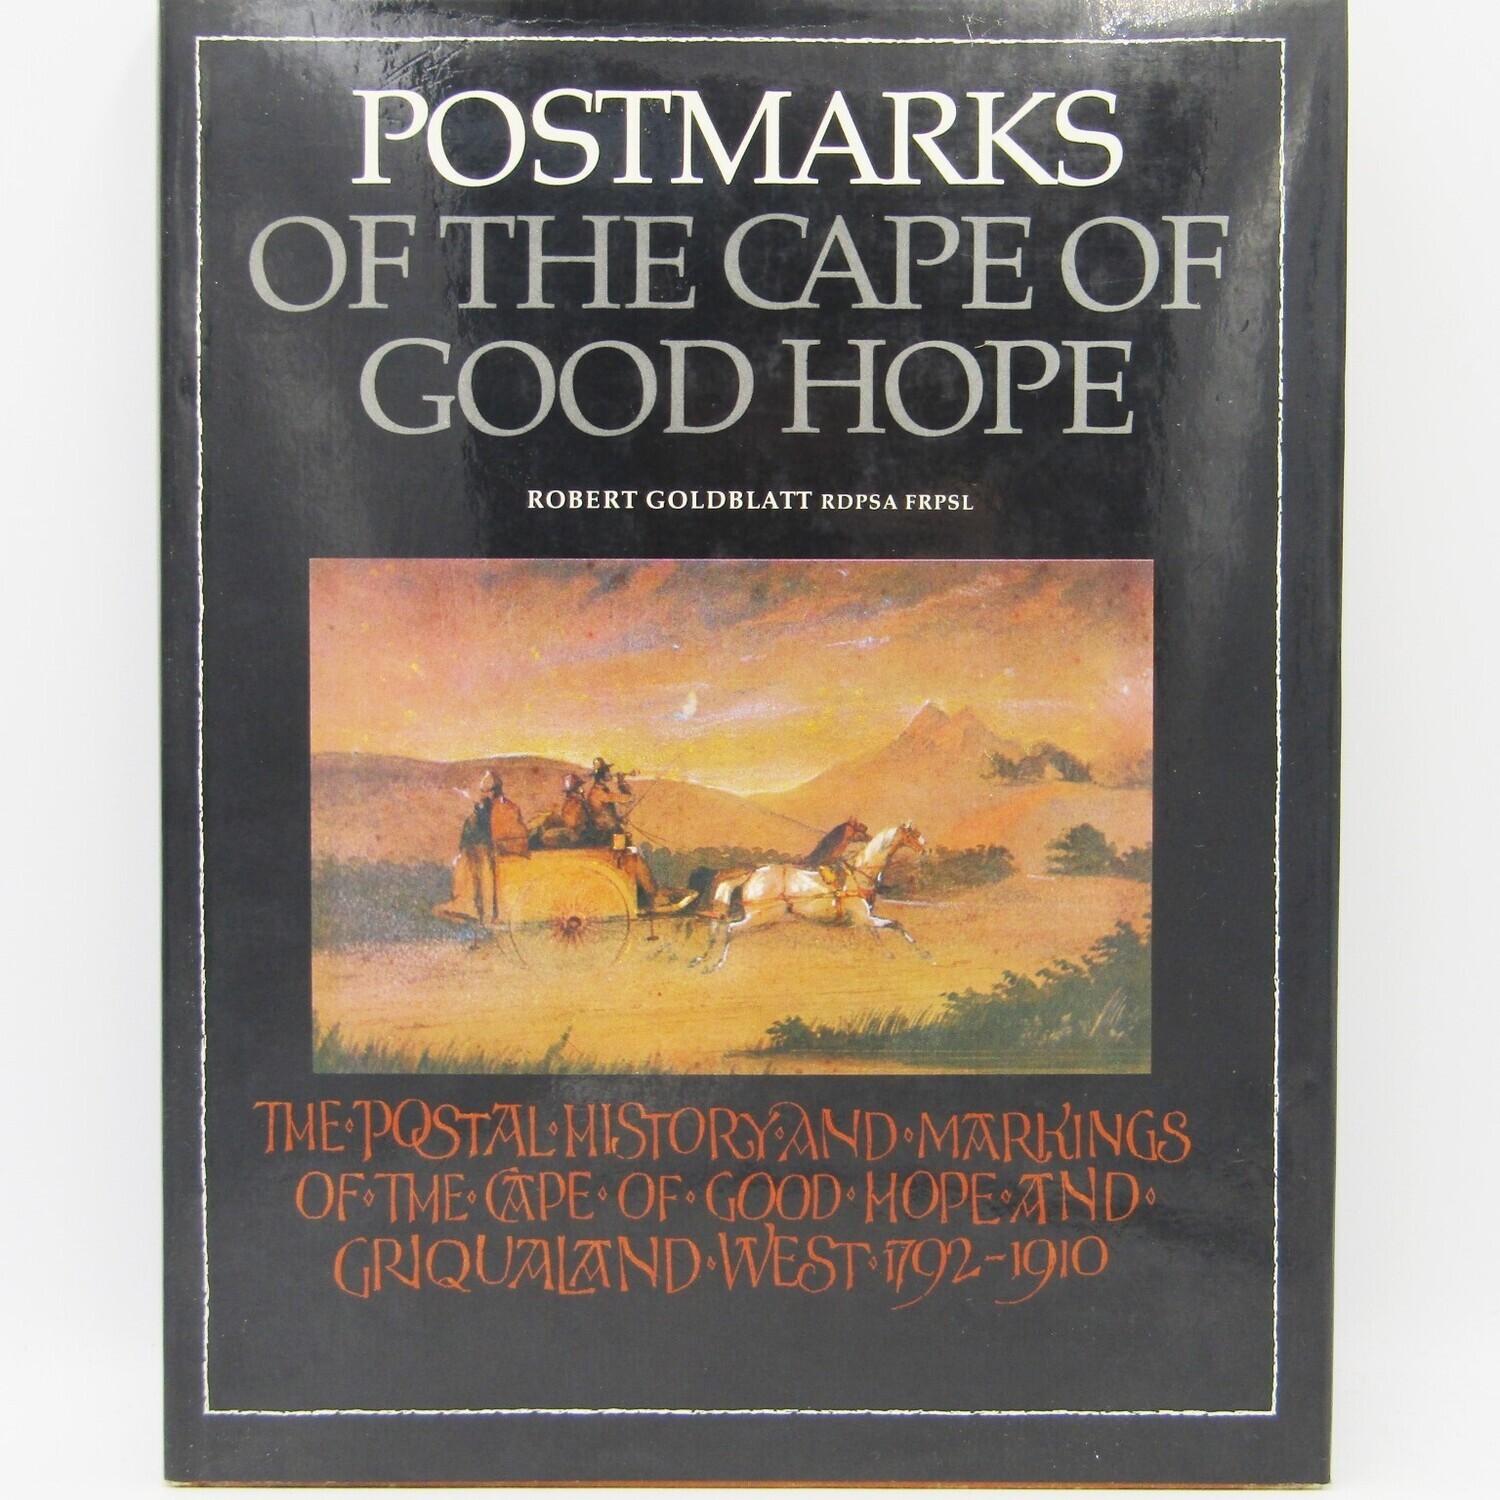 POSTMARKS
OF THE CAPE OF
GOOD HOPE
ROBERT GOLDBLATT RDPSA FRPSL
THE·POSTAL·HISTORY·AND·MARKINGS
OF·THE·CAPE·OF·GOOD·HOPE·AND·
GRIQUALAND·WEST·1792-1910